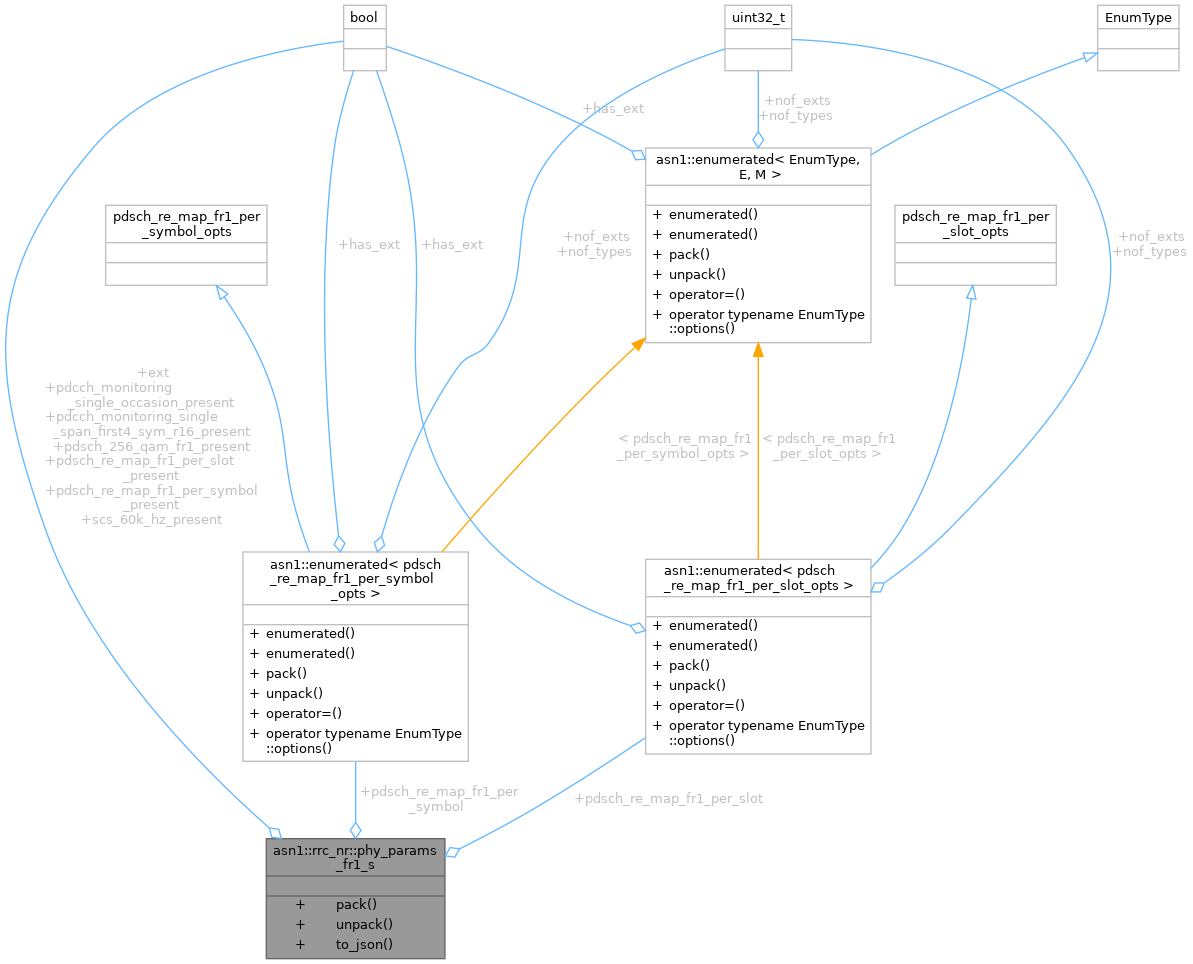 bool
uint32_t
EnumType
+has_ext
+nof_exts
+nof_types
asn1::enumerated< EnumType,
E, M >
+ enumerated()
+ enumerated()
+ pack()
+ unpack()
+ operator=()
+ operator typename EnumType
::options()
pdsch_re_map_fr1_per
_symbol_opts
pdsch_re_map_fr1_per
_slot_opts
+has_ext
+has_ext
+nof_exts
+nof_types
+nof_exts
+nof_types
+ext
+pdcch_monitoring
_single_occasion_present
+pdcch_monitoring_single
_span_first4_sym_r16_present
+pdsch_256_qam_fr1_present
+pdsch_re_map_fr1_per_slot
_present
+pdsch_re_map_fr1_per_symbol
_present
+scs_60k_hz_present
< pdsch_re_map_fr1
_per_symbol_opts >
< pdsch_re_map_fr1
_per_slot_opts >
asn1::enumerated< pdsch
_re_map_fr1_per_symbol
_opts >
+ enumerated()
+ enumerated()
+ pack()
+ unpack()
+ operator=()
+ operator typename EnumType
::options()
asn1::enumerated< pdsch
_re_map_fr1_per_slot_opts >
+ enumerated()
+ enumerated()
+ pack()
+ unpack()
+ operator=()
+ operator typename EnumType
::options()
+pdsch_re_map_fr1_per
_symbol
+pdsch_re_map_fr1_per_slot
asn1::rrc_nr::phy_params
_fr1_s
+ pack()
+ unpack()
+ to_json()